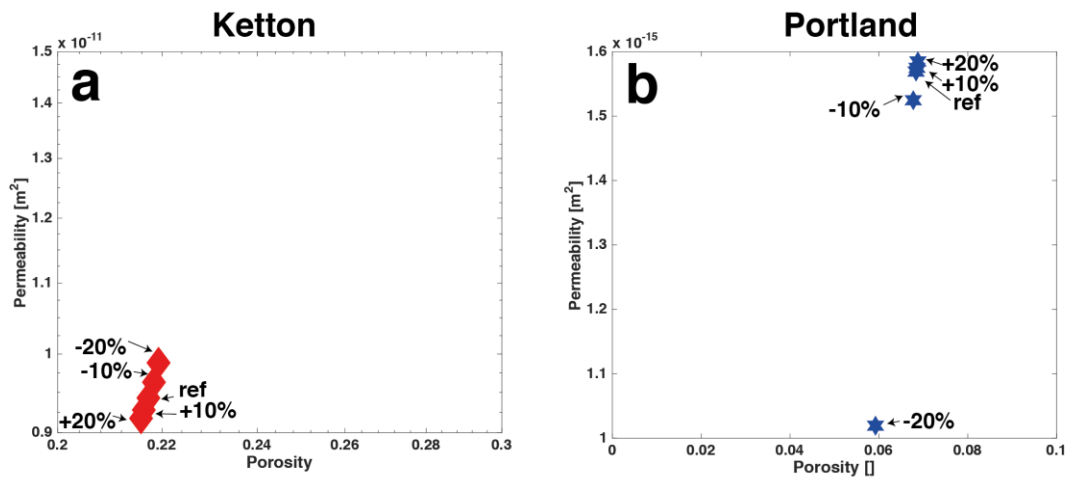 Ketton
x 10-11
a
1.5
1.4
1.3
1.2
1.1
1
0.9
Permeability [m2]
-20%
-10%
ref
+10%
+20%
0.2
0.22
0.24
0.26
0.28
0.3
Porosity
Portland
x 10-15
b
1.6
1.5
1.4
1.3
1.2
1.1
1
Permeability [m2]
+20%
+10%
ref
-10%
-20%
0
0.02
0.04
0.06
0.08
0.1
Porosity []